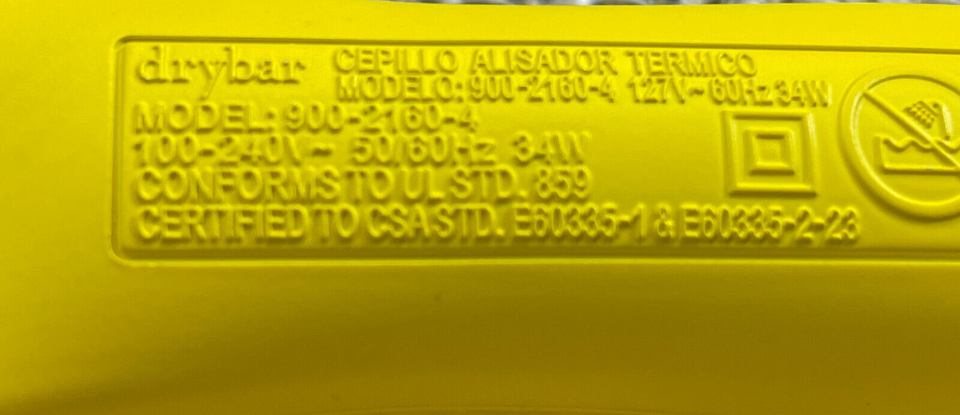 drybar
CEPILLO ALISADOR TERMICO
MODELO: 900-2160-4 127V~ 60Hz 34W
MODEL: 900-2160-4
100-240V~ 50/60Hz 34W
CONFORMS TO UL STD. 859
CERTIFIED TO CSA STD. E60335-1 & E60335-2-23